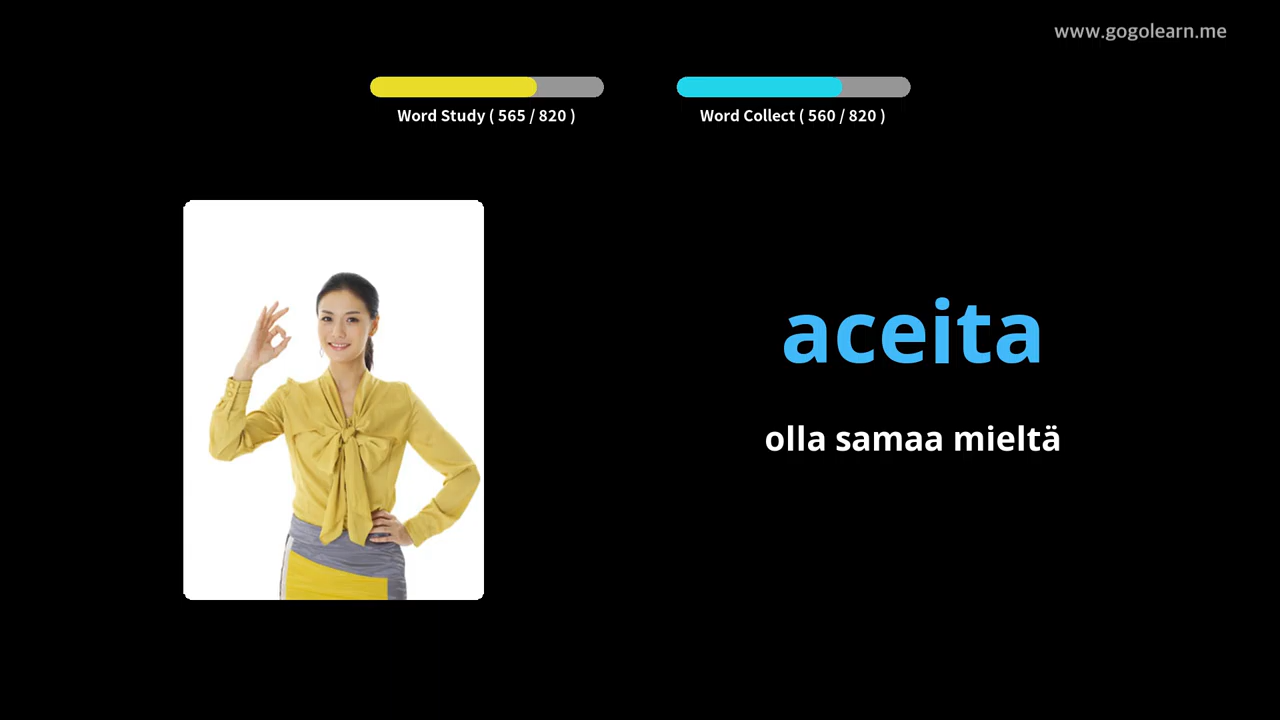 www.gogolearn.me
Word Study ( 565 / 820 )
Word Collect ( 560 / 820 )
aceita
olla samaa mieltä